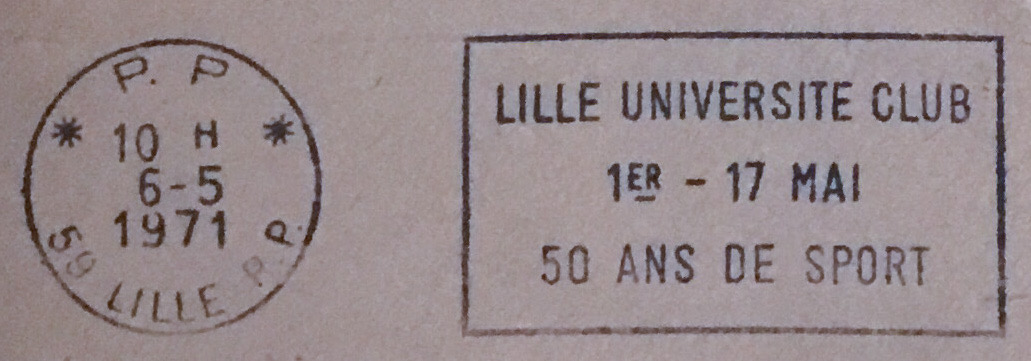 P. P
* 10 H *
6-5
1971
59 LILLE P. P.
LILLE UNIVERSITE CLUB
1ER - 17 MAI
50 ANS DE SPORT